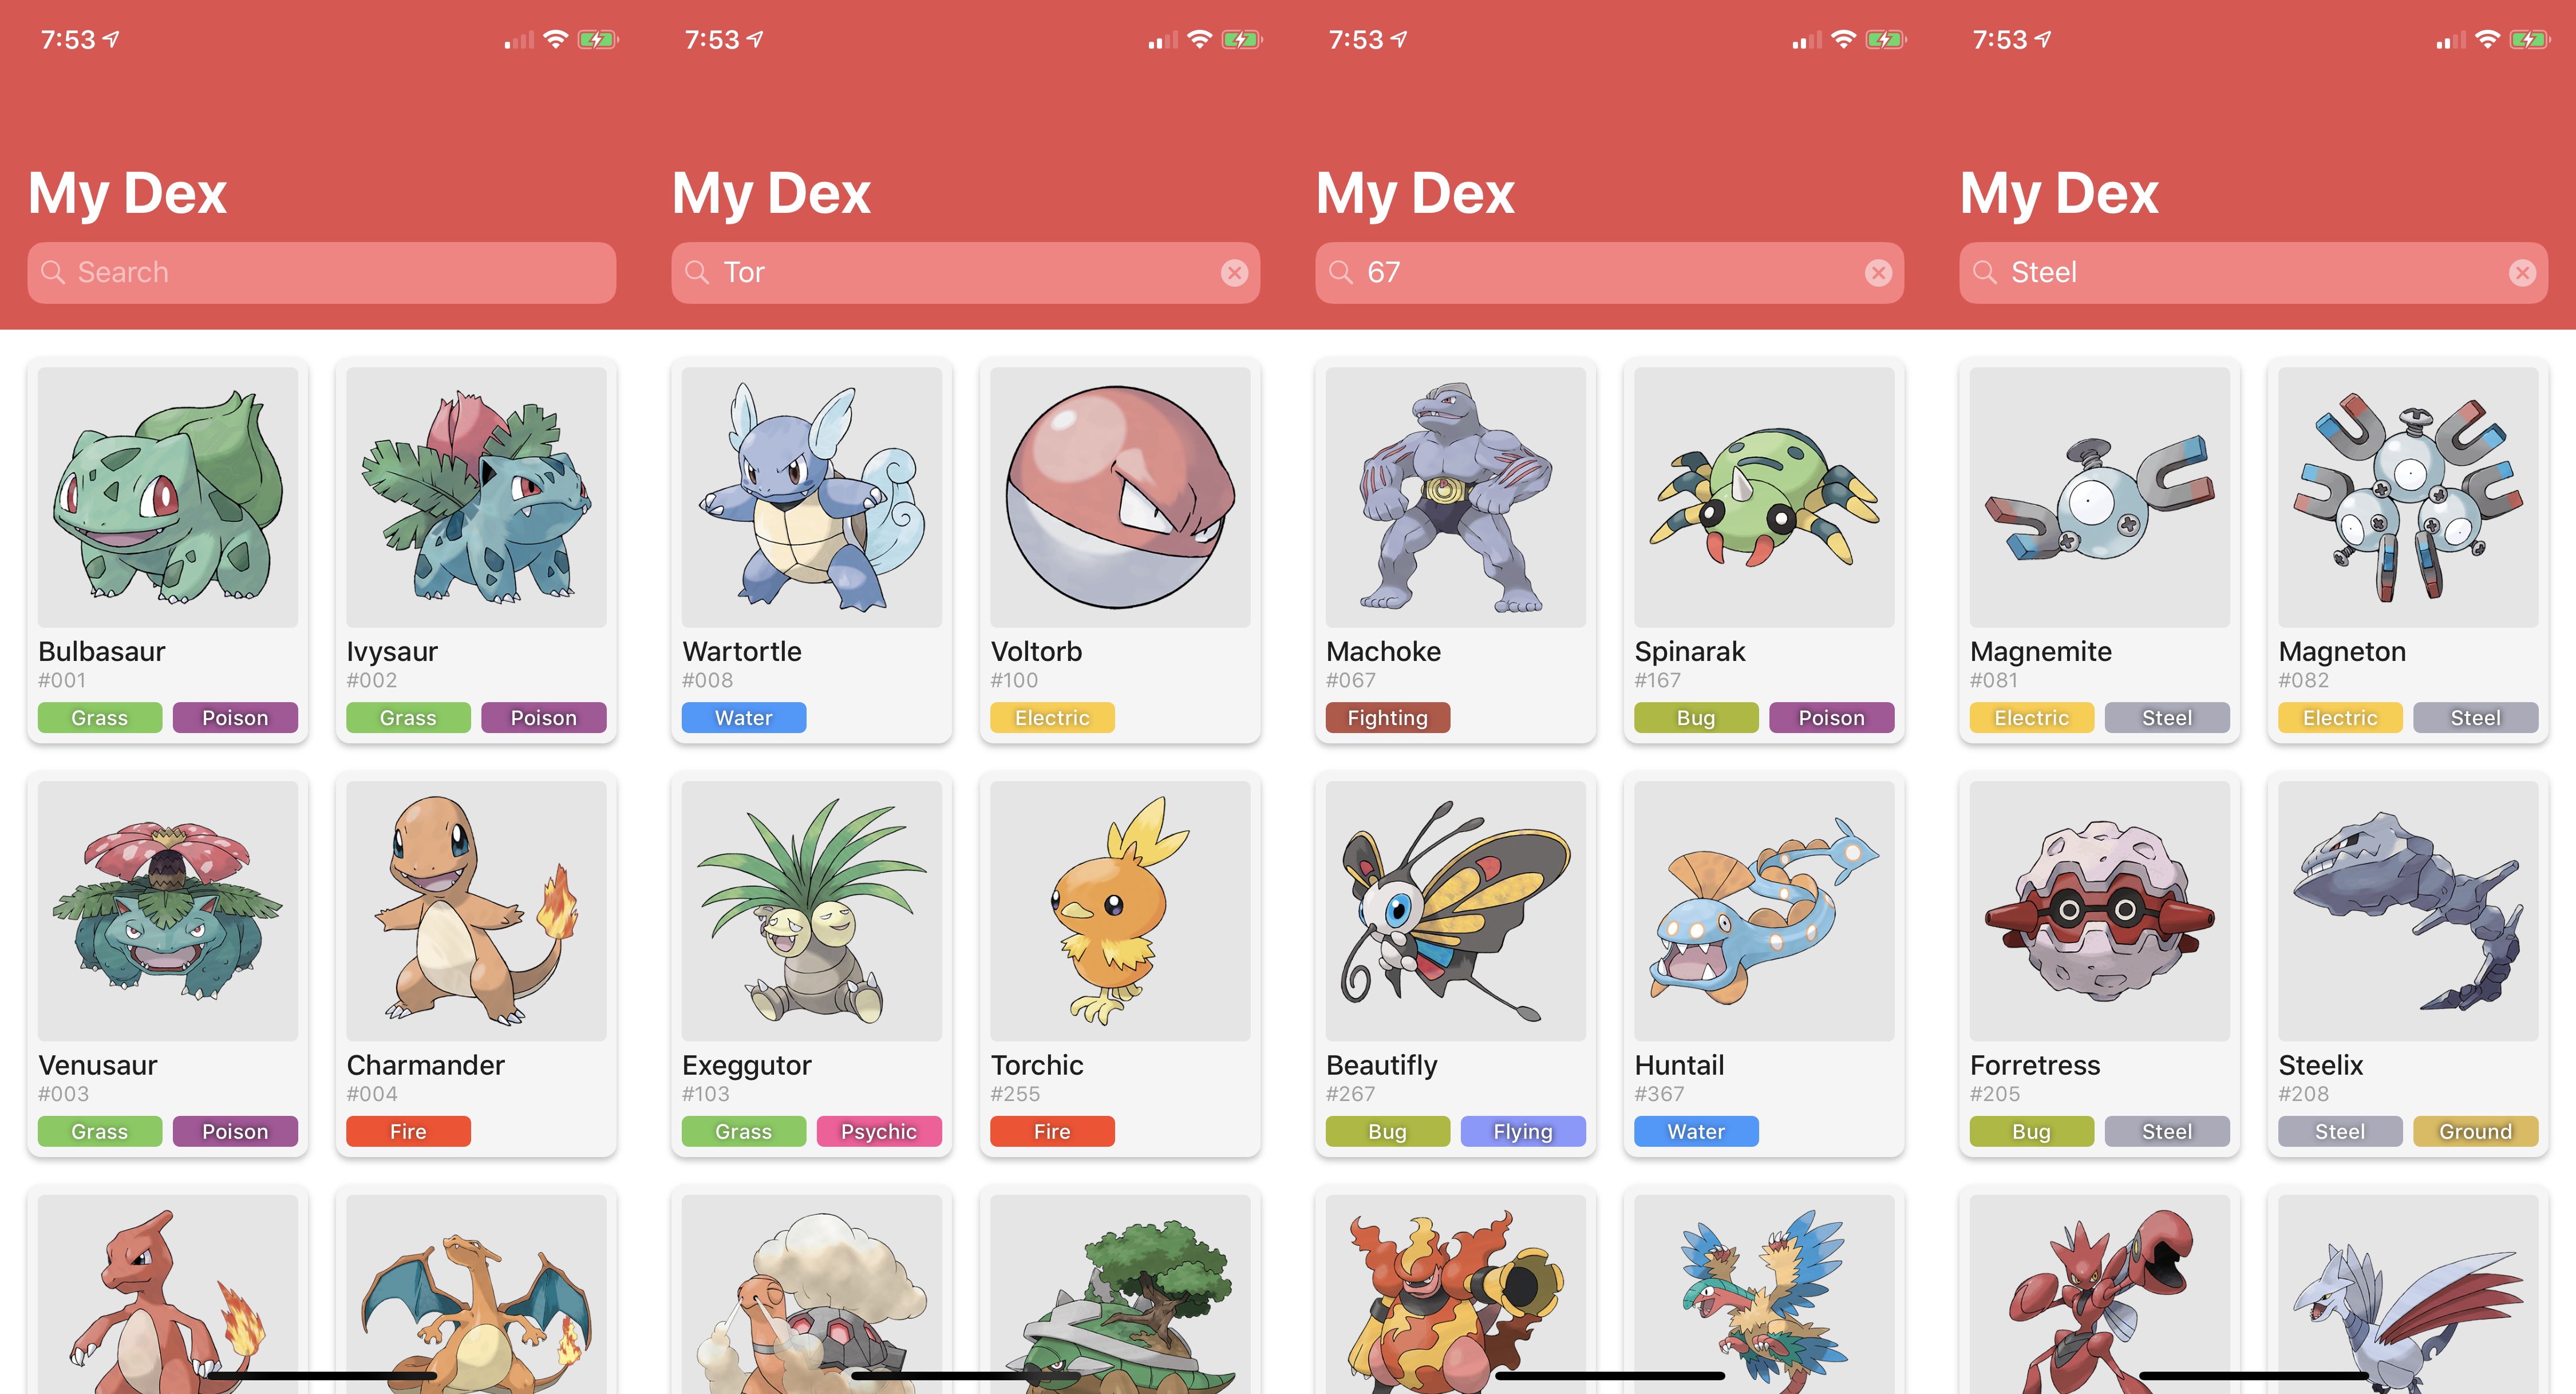 7:53
My Dex
Search
Bulbasaur
#001
Grass Poison
Ivysaur
#002
Grass Poison
Venusaur
#003
Grass Poison
Charmander
#004
Fire
7:53
My Dex
Tor
Wartortle
#008
Water
Voltorb
#100
Electric
Exeggutor
#103
Grass Psychic
Torchic
#255
Fire
7:53
My Dex
67
Machoke
#067
Fighting
Spinarak
#167
Bug Poison
Beautifly
#267
Bug Flying
Huntail
#367
Water
7:53
My Dex
Steel
Magnemite
#081
Electric Steel
Magneton
#082
Electric Steel
Forretress
#205
Bug Steel
Steelix
#208
Steel Ground